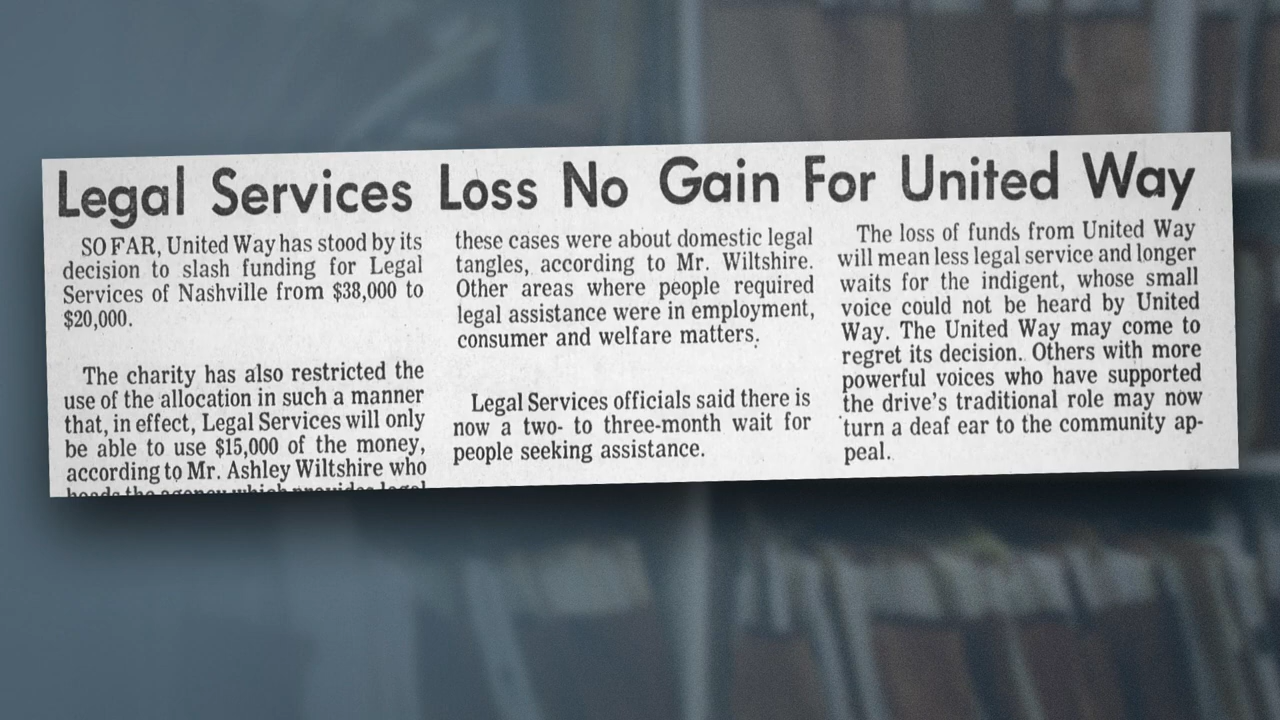 Legal Services Loss No Gain For United Way
SO FAR, United Way has stood by its
decision to slash funding for Legal
Services of Nashville from $38,000 to
$20,000.
The charity has also restricted the
use of the allocation in such a manner
that, in effect, Legal Services will only
be able to use $15,000 of the money,
according to Mr. Ashley Wiltshire who
heads the agency which provides legal
these cases were about domestic legal
tangles, according to Mr. Wiltshire.
Other areas where people required
legal assistance were in employment,
consumer and welfare matters.
Legal Services officials said there is
now a two- to three-month wait for
people seeking assistance.
The loss of funds from United Way
will mean less legal service and longer
waits for the indigent, whose small
voice could not be heard by United
Way. The United Way may come to
regret its decision. Others with more
powerful voices who have supported
the drive's traditional role may now
turn a deaf ear to the community ap-
peal.